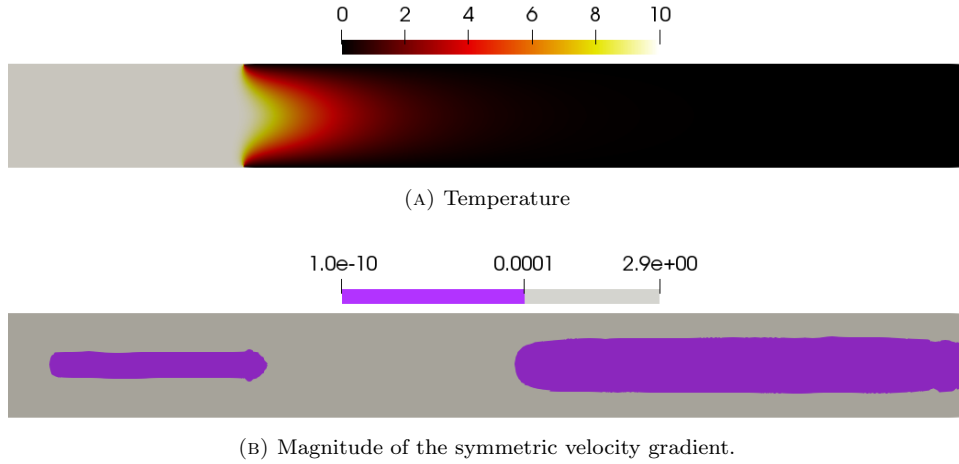 0 2 4 6 8 10
(A) Temperature
1.0e-10 0.0001 2.9e+00
(B) Magnitude of the symmetric velocity gradient.